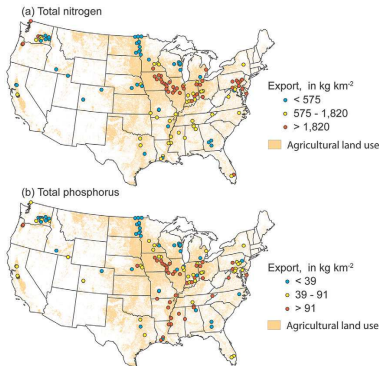 (a) Total nitrogen
Export, in kg km-2
< 575
575 - 1,820
> 1,820
Agricultural land use
(b) Total phosphorus
Export, in kg km-2
< 39
39 - 91
> 91
Agricultural land use